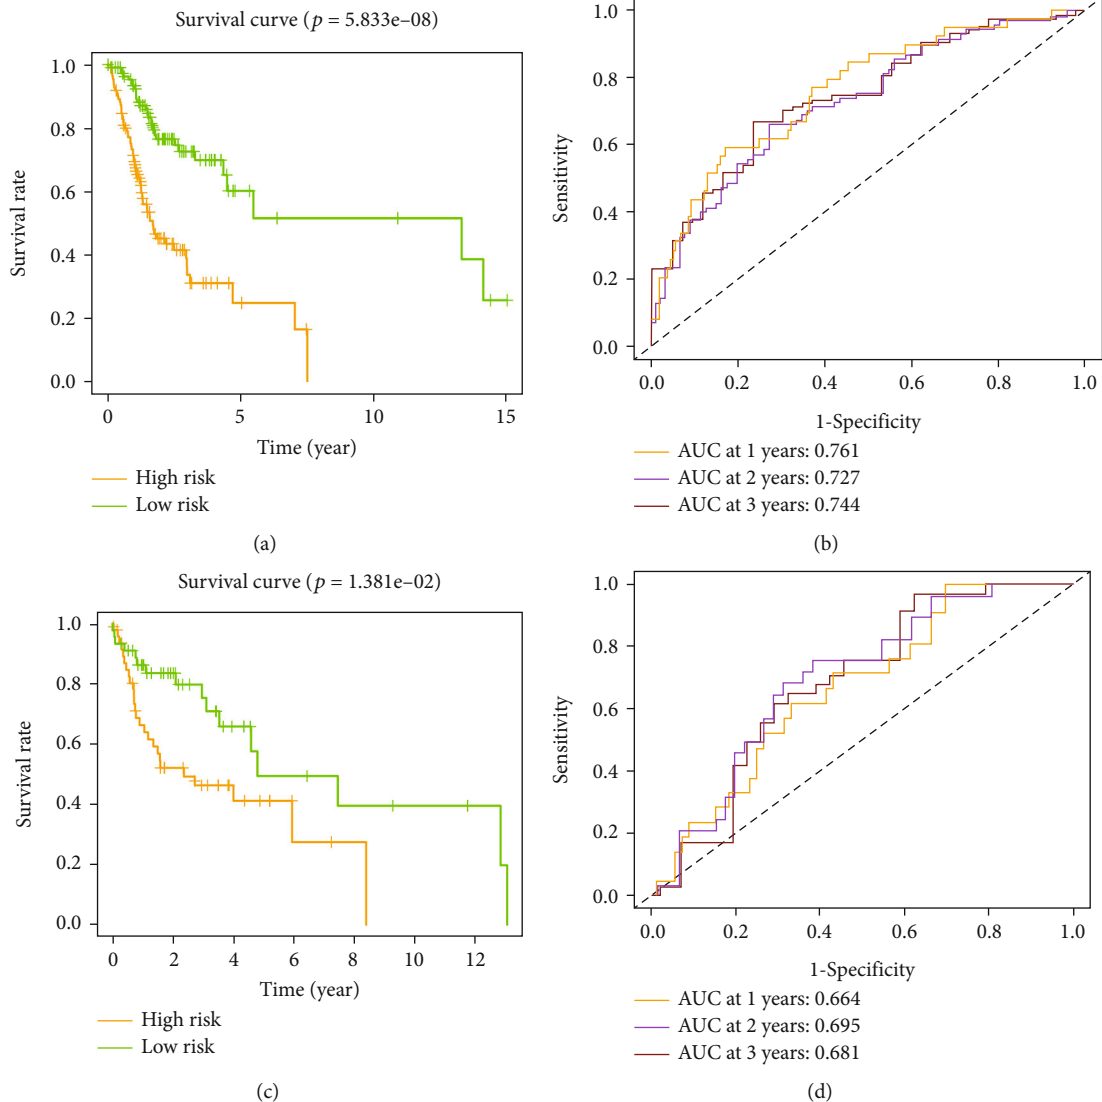 Survival curve (p = 5.833e–08)
Survival rate
1.0
0.8
0.6
0.4
0.2
0.0
0 5 10 15
Time (year)
High risk
Low risk
(a)
Sensitivity
1.0
0.8
0.6
0.4
0.2
0.0
0.0 0.2 0.4 0.6 0.8 1.0
1-Specificity
AUC at 1 years: 0.761
AUC at 2 years: 0.727
AUC at 3 years: 0.744
(b)
Survival curve (p = 1.381e–02)
Survival rate
1.0
0.8
0.6
0.4
0.2
0.0
0 2 4 6 8 10 12
Time (year)
High risk
Low risk
(c)
Sensitivity
1.0
0.8
0.6
0.4
0.2
0.0
0.0 0.2 0.4 0.6 0.8 1.0
1-Specificity
AUC at 1 years: 0.664
AUC at 2 years: 0.695
AUC at 3 years: 0.681
(d)